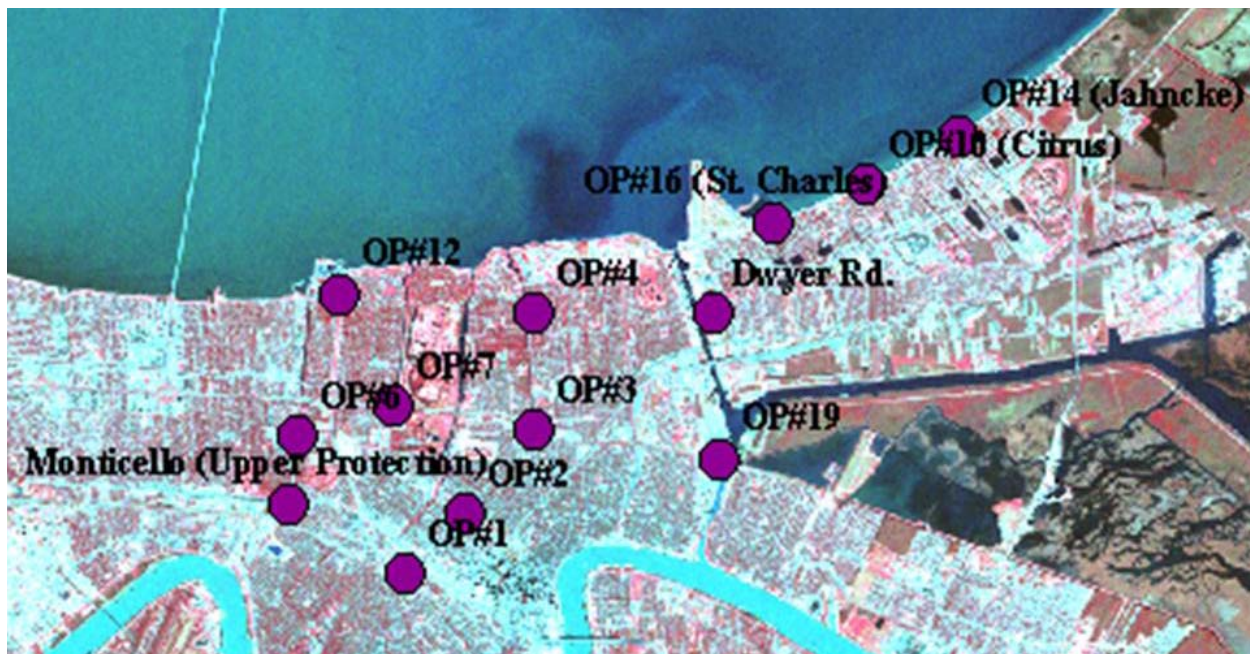 OP#14 (Jahncke)
OP#10 (Citrus)
OP#16 (St. Charles)
OP#12
OP#4
Dwyer Rd.
OP#7
OP#6
OP#3
OP#19
Monticello (Upper Protection)
OP#2
OP#1